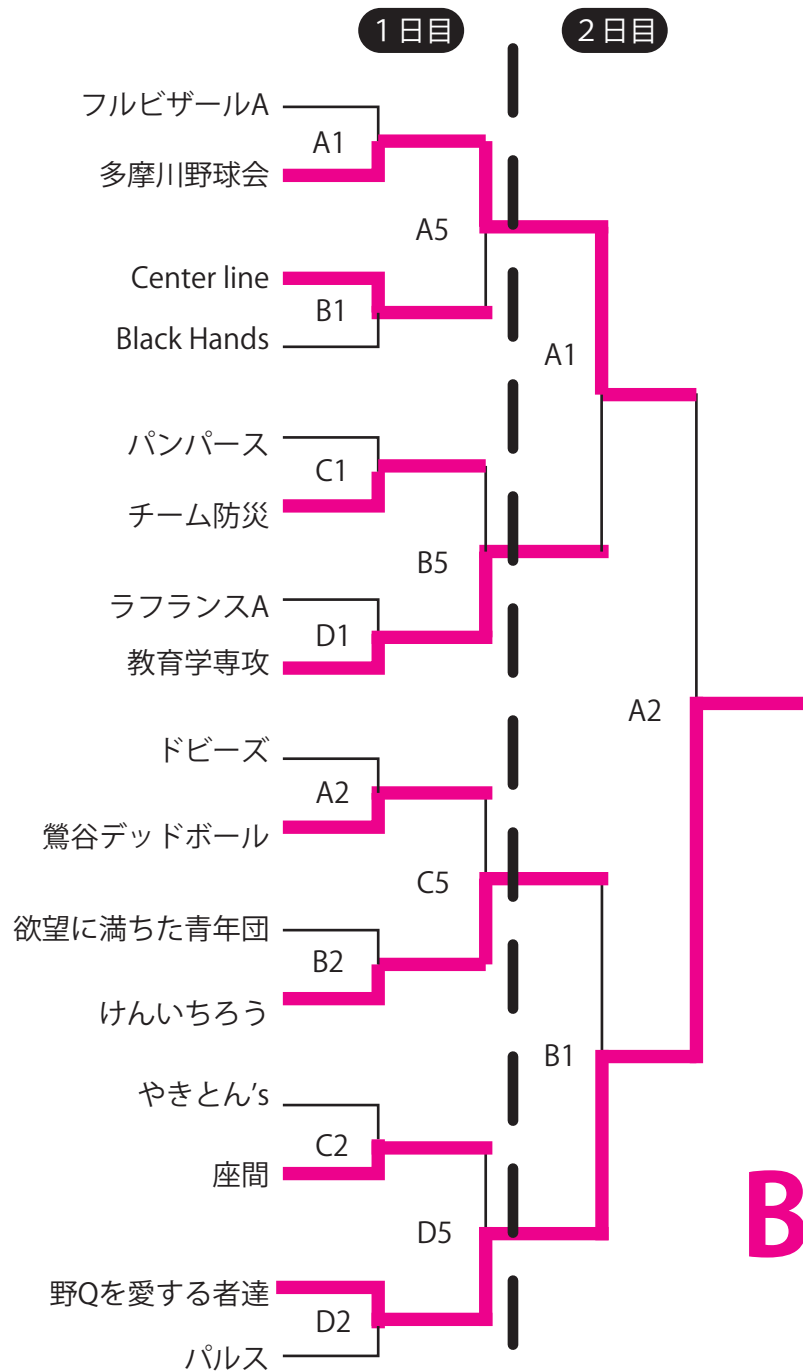 1日目
2日目
フルビザールA
A1
多摩川野球会
A5
Center line
B1
Black Hands
A1
パンパース
C1
チーム防災
B5
ラフランスA
D1
教育学専攻
A2
ドビーズ
A2
鶯谷デッドボール
C5
欲望に満ちた青年団
B2
けんいちろう
B1
やきとん's
C2
座間
B
D5
野Qを愛する者達
D2
パルス